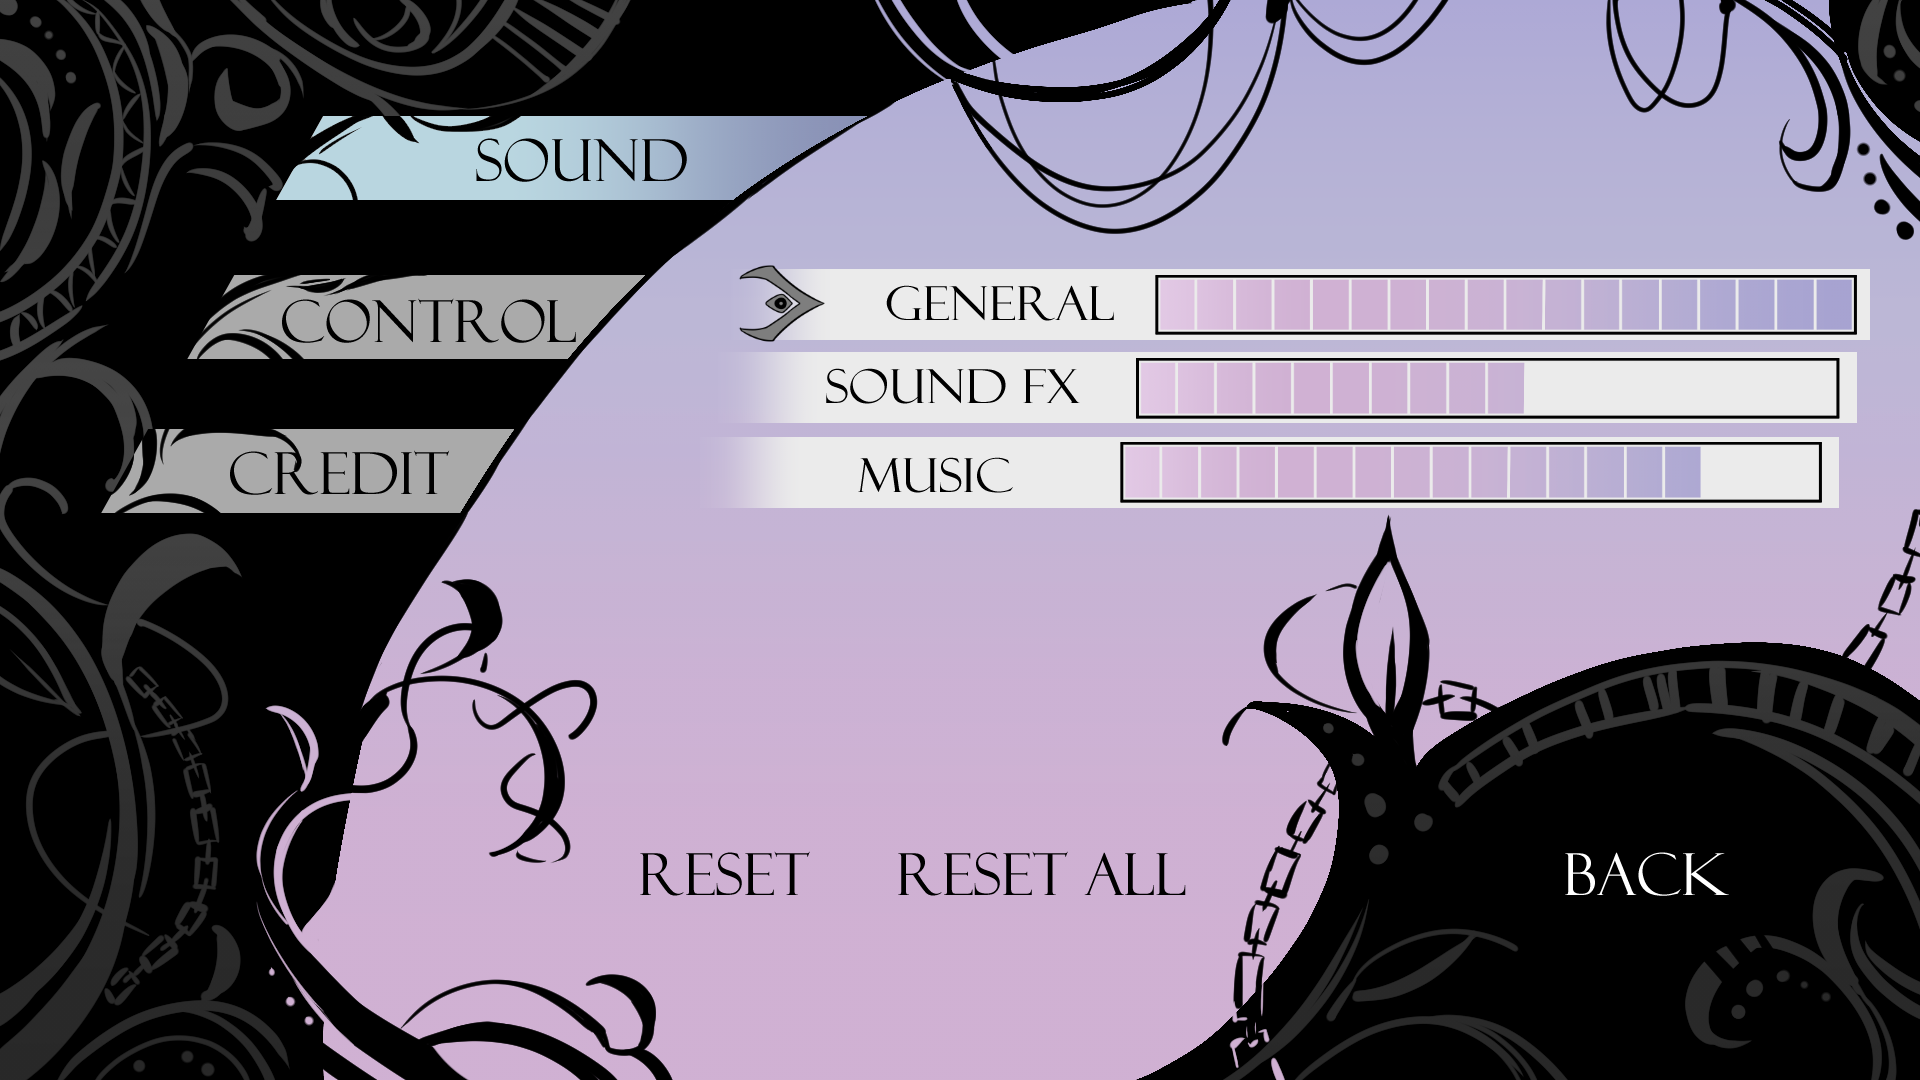 SOUND
CONTROL
CREDIT
GENERAL
SOUND FX
MUSIC
RESET
RESET ALL
BACK